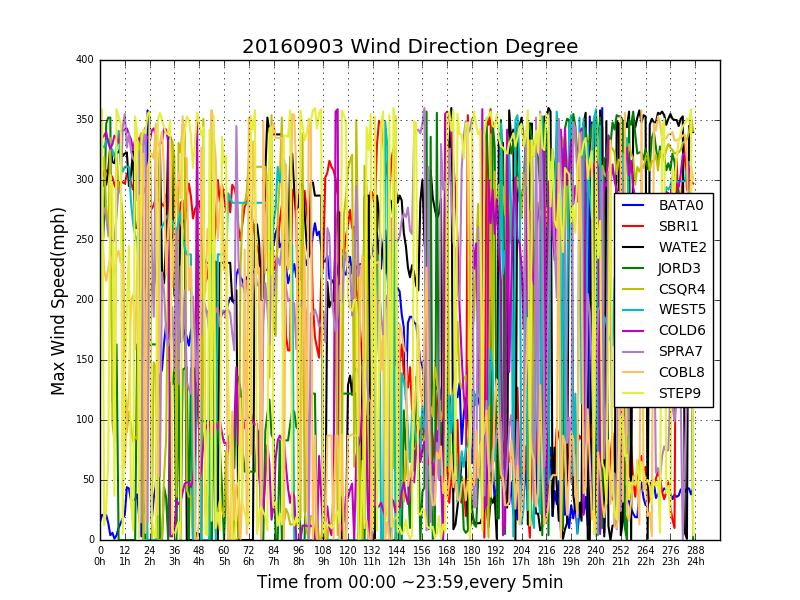 20160903 Wind Direction Degree
Max Wind Speed(mph)
400
350
300
250
200
150
100
50
0
BATA0
SBRI1
WATE2
JORD3
CSQR4
WEST5
COLD6
SPRA7
COBL8
STEP9
0 12 24 36 48 60 72 84 96 108 120 132 144 156 168 180 192 204 216 228 240 252 264 276 288
0h 1h 2h 3h 4h 5h 6h 7h 8h 9h 10h 11h 12h 13h 14h 15h 16h 17h 18h 19h 20h 21h 22h 23h 24h
Time from 00:00 ~23:59,every 5min